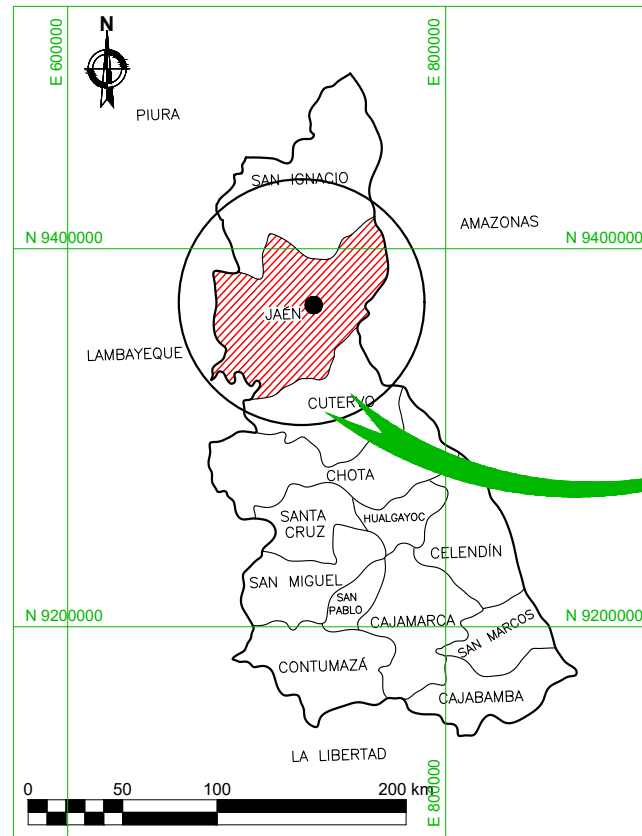 E 600000
E 800000
N
PIURA
SAN IGNACIO
AMAZONAS
N 9400000
N 9400000
JAÉN
LAMBAYEQUE
CUTERVO
CHOTA
SANTA
CRUZ
HUALGAYOC
CELENDÍN
SAN MIGUEL
SAN
PABLO
CAJAMARCA
N 9200000
N 9200000
SAN MARCOS
CONTUMAZÁ
CAJABAMBA
LA LIBERTAD
E 800000
0 50 100 200 km